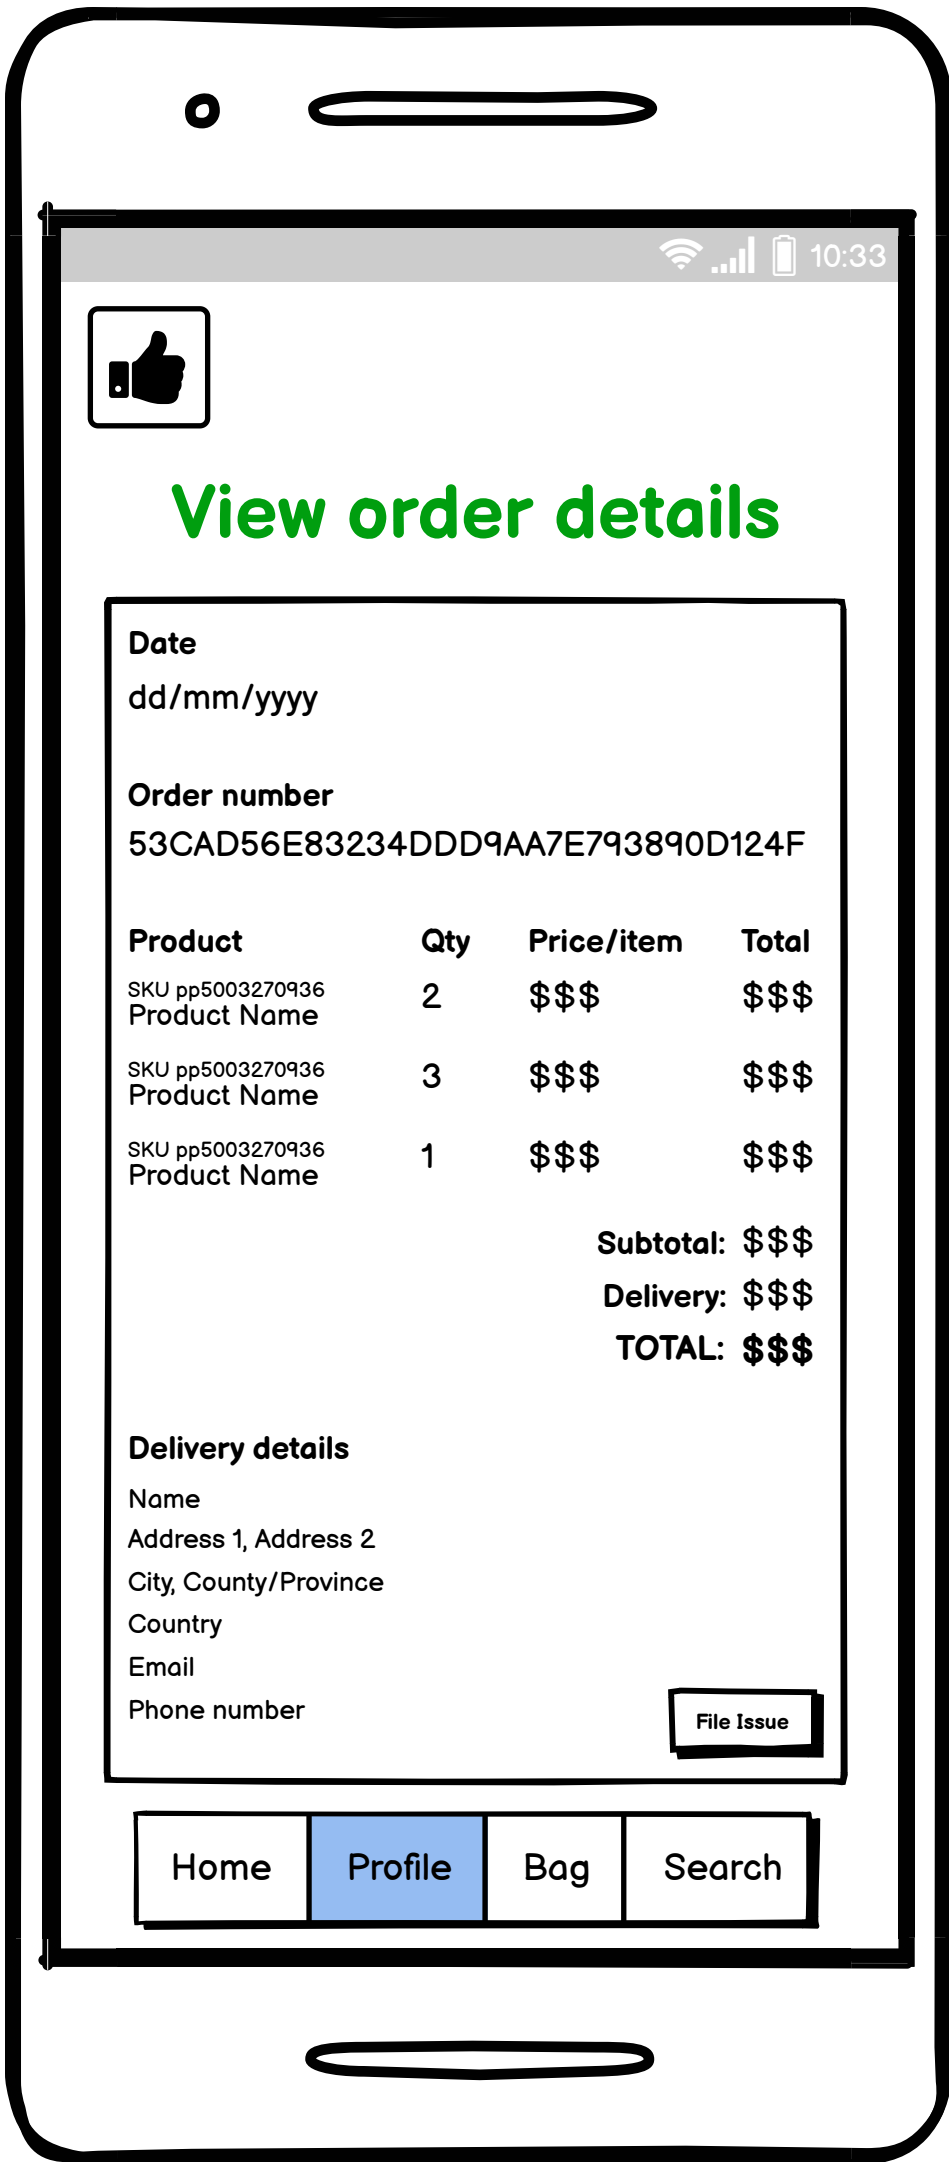 10:33
View order details
Date
dd/mm/yyyy
Order number
53CAD56E83234DDD9AA7E793890D124F
Product Qty Price/item Total
SKU pp5003270936
Product Name 2 $$$ $$$
SKU pp5003270936
Product Name 3 $$$ $$$
SKU pp5003270936
Product Name 1 $$$ $$$
Subtotal: $$$
Delivery: $$$
TOTAL: $$$
Delivery details
Name
Address 1, Address 2
City, County/Province
Country
Email
Phone number
File Issue
Home Profile Bag Search